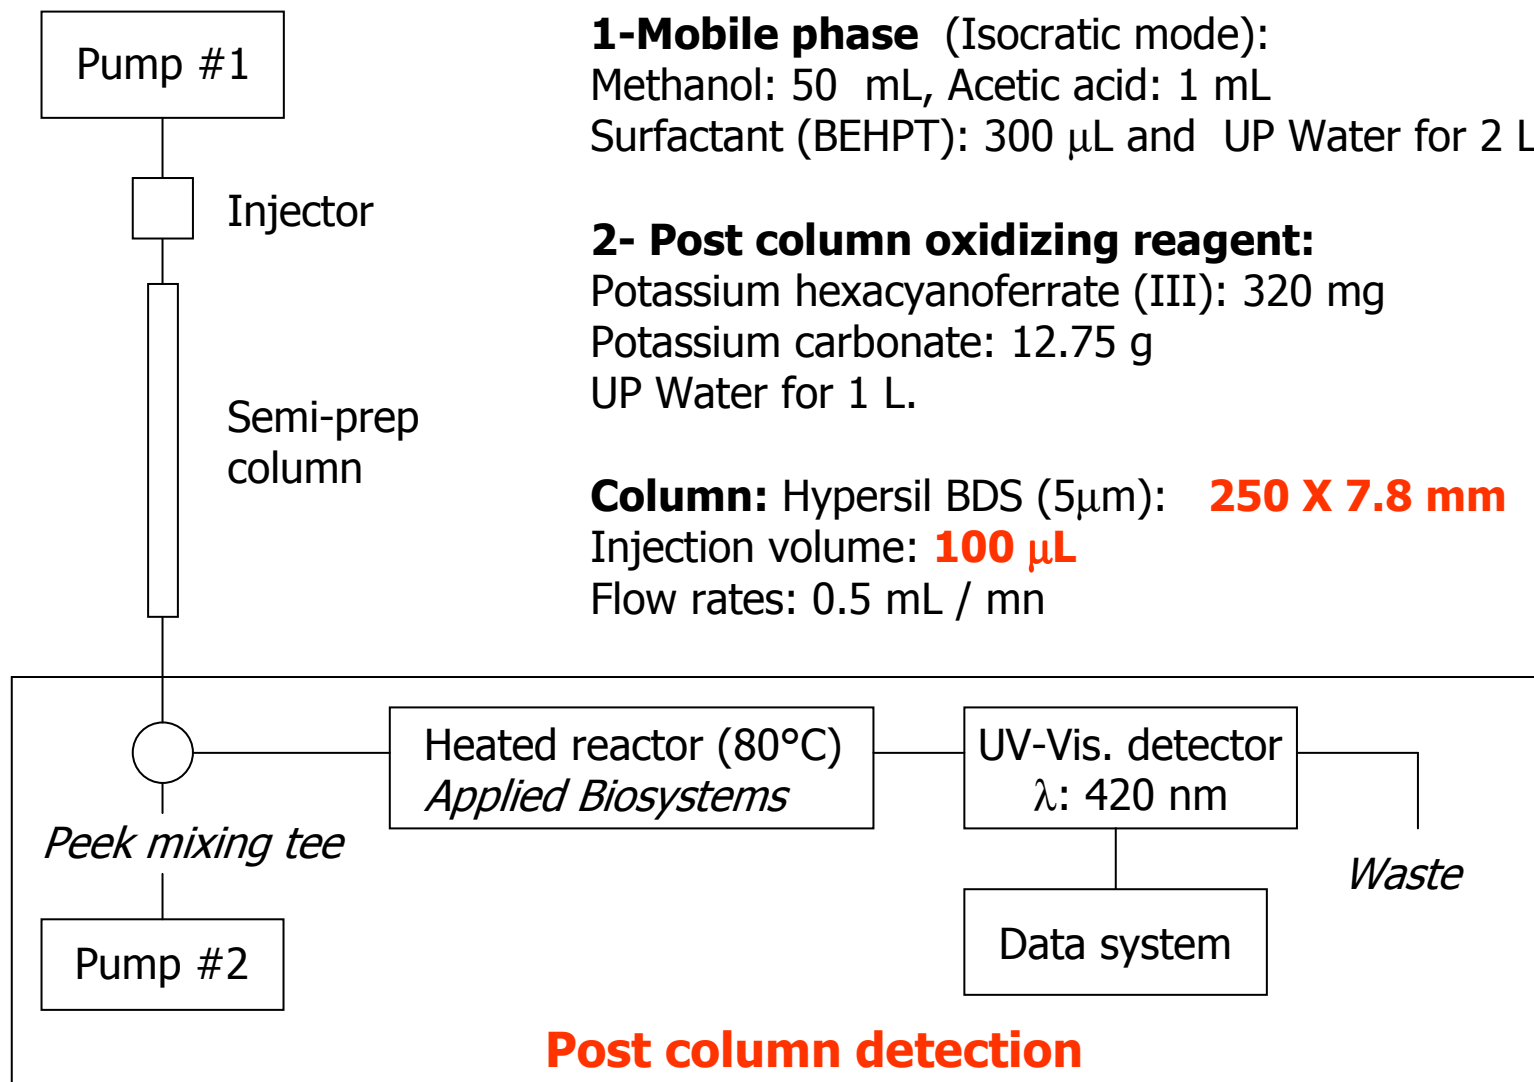 Pump #1
Injector
Semi-prep
column
1-Mobile phase (Isocratic mode):
Methanol: 50 mL, Acetic acid: 1 mL
Surfactant (BEHPT): 300 μL and UP Water for 2 L
2- Post column oxidizing reagent:
Potassium hexacyanoferrate (III): 320 mg
Potassium carbonate: 12.75 g
UP Water for 1 L.
Column: Hypersil BDS (5μm): 250 X 7.8 mm
Injection volume: 100 μL
Flow rates: 0.5 mL / mn
Heated reactor (80°C)
Applied Biosystems
UV-Vis. detector
λ: 420 nm
Peek mixing tee
Waste
Pump #2
Data system
Post column detection